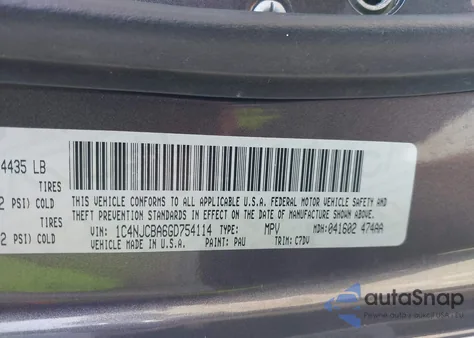 4435 LB
TIRES
2 PSI) COLD
TIRES
2 PSI) COLD
THIS VEHICLE CONFORMS TO ALL APPLICABLE U.S.A. FEDERAL MOTOR VEHICLE SAFETY AND
THEFT PREVENTION STANDARDS IN EFFECT ON THE DATE OF MANUFACTURE SHOWN ABOVE.
VIN: 1C4NJCBA6GD754114 TYPE: MPV MDH: 041602 474AA
VEHICLE MADE IN U.S.A. PAINT: PAU TRIM: C7DV
autaSnap